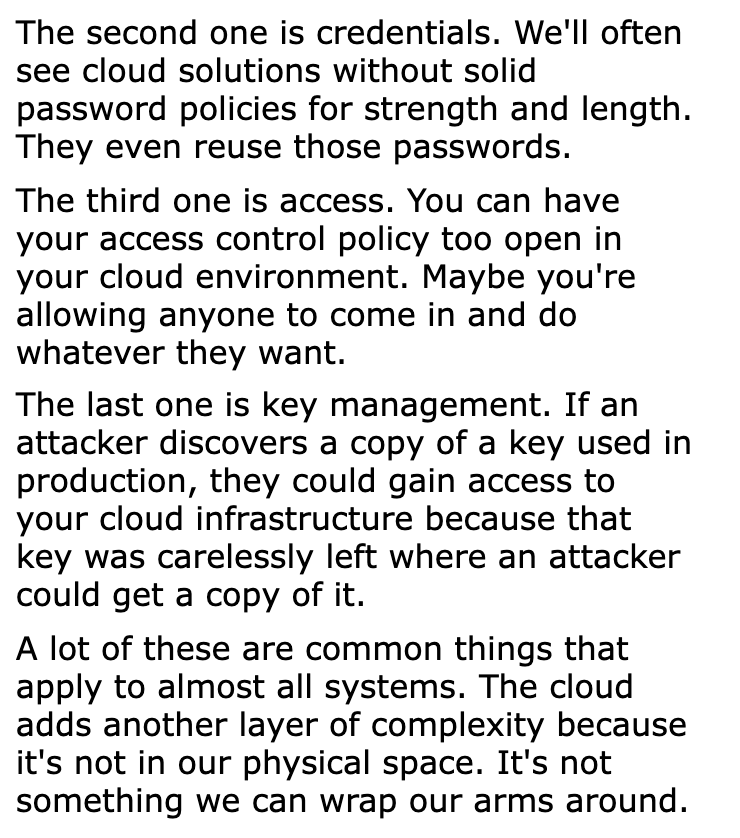 The second one is credentials. We'll often
see cloud solutions without solid
password policies for strength and length.
They even reuse those passwords.
The third one is access. You can have
your access control policy too open in
your cloud environment. Maybe you're
allowing anyone to come in and do
whatever they want.
The last one is key management. If an
attacker discovers a copy of a key used in
production, they could gain access to
your cloud infrastructure because that
key was carelessly left where an attacker
could get a copy of it.
A lot of these are common things that
apply to almost all systems. The cloud
adds another layer of complexity because
it's not in our physical space. It's not
something we can wrap our arms around.